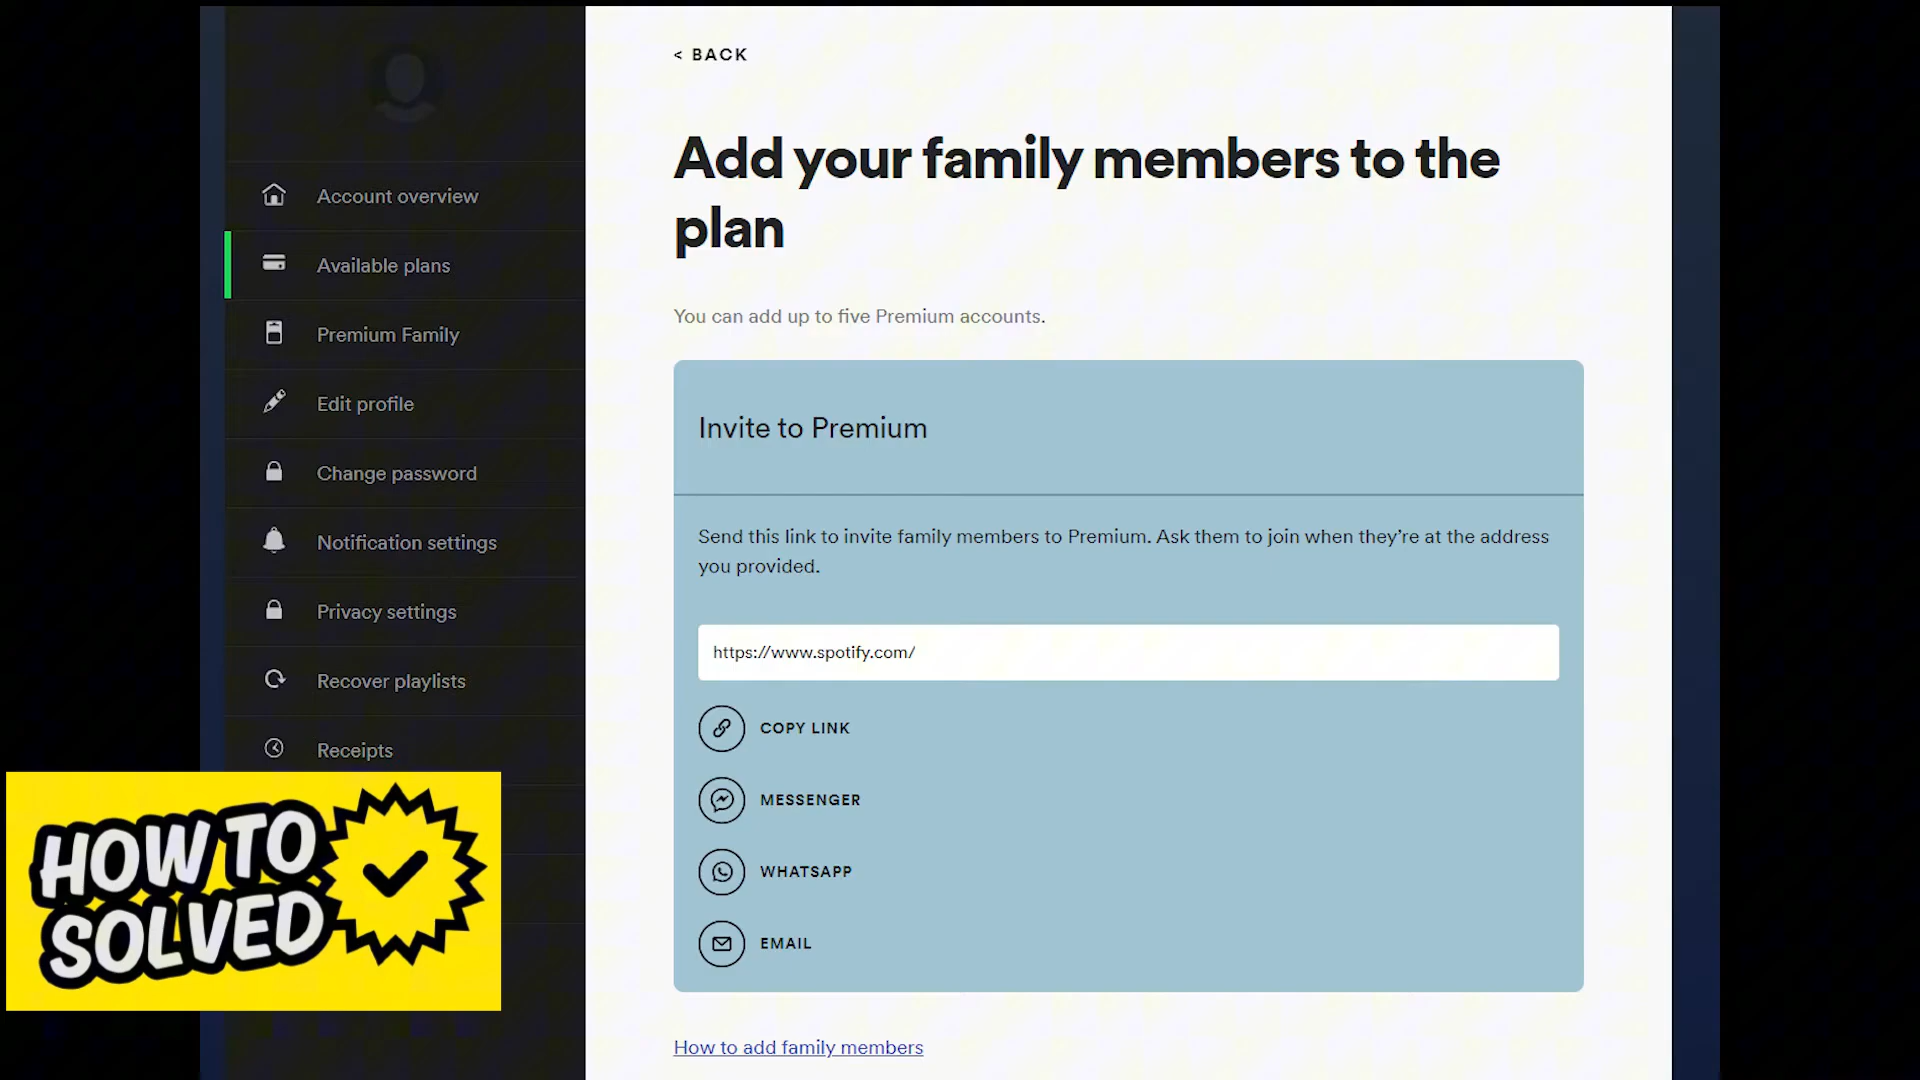 Account overview
Available plans
Premium Family
Edit profile
Change password
Notification settings
Privacy settings
Recover playlists
Receipts
HOW TO
SOLVED
< BACK
Add your family members to the
plan
You can add up to five Premium accounts.
Invite to Premium
Send this link to invite family members to Premium. Ask them to join when they’re at the address
you provided.
https://www.spotify.com/
COPY LINK
MESSENGER
WHATSAPP
EMAIL
How to add family members